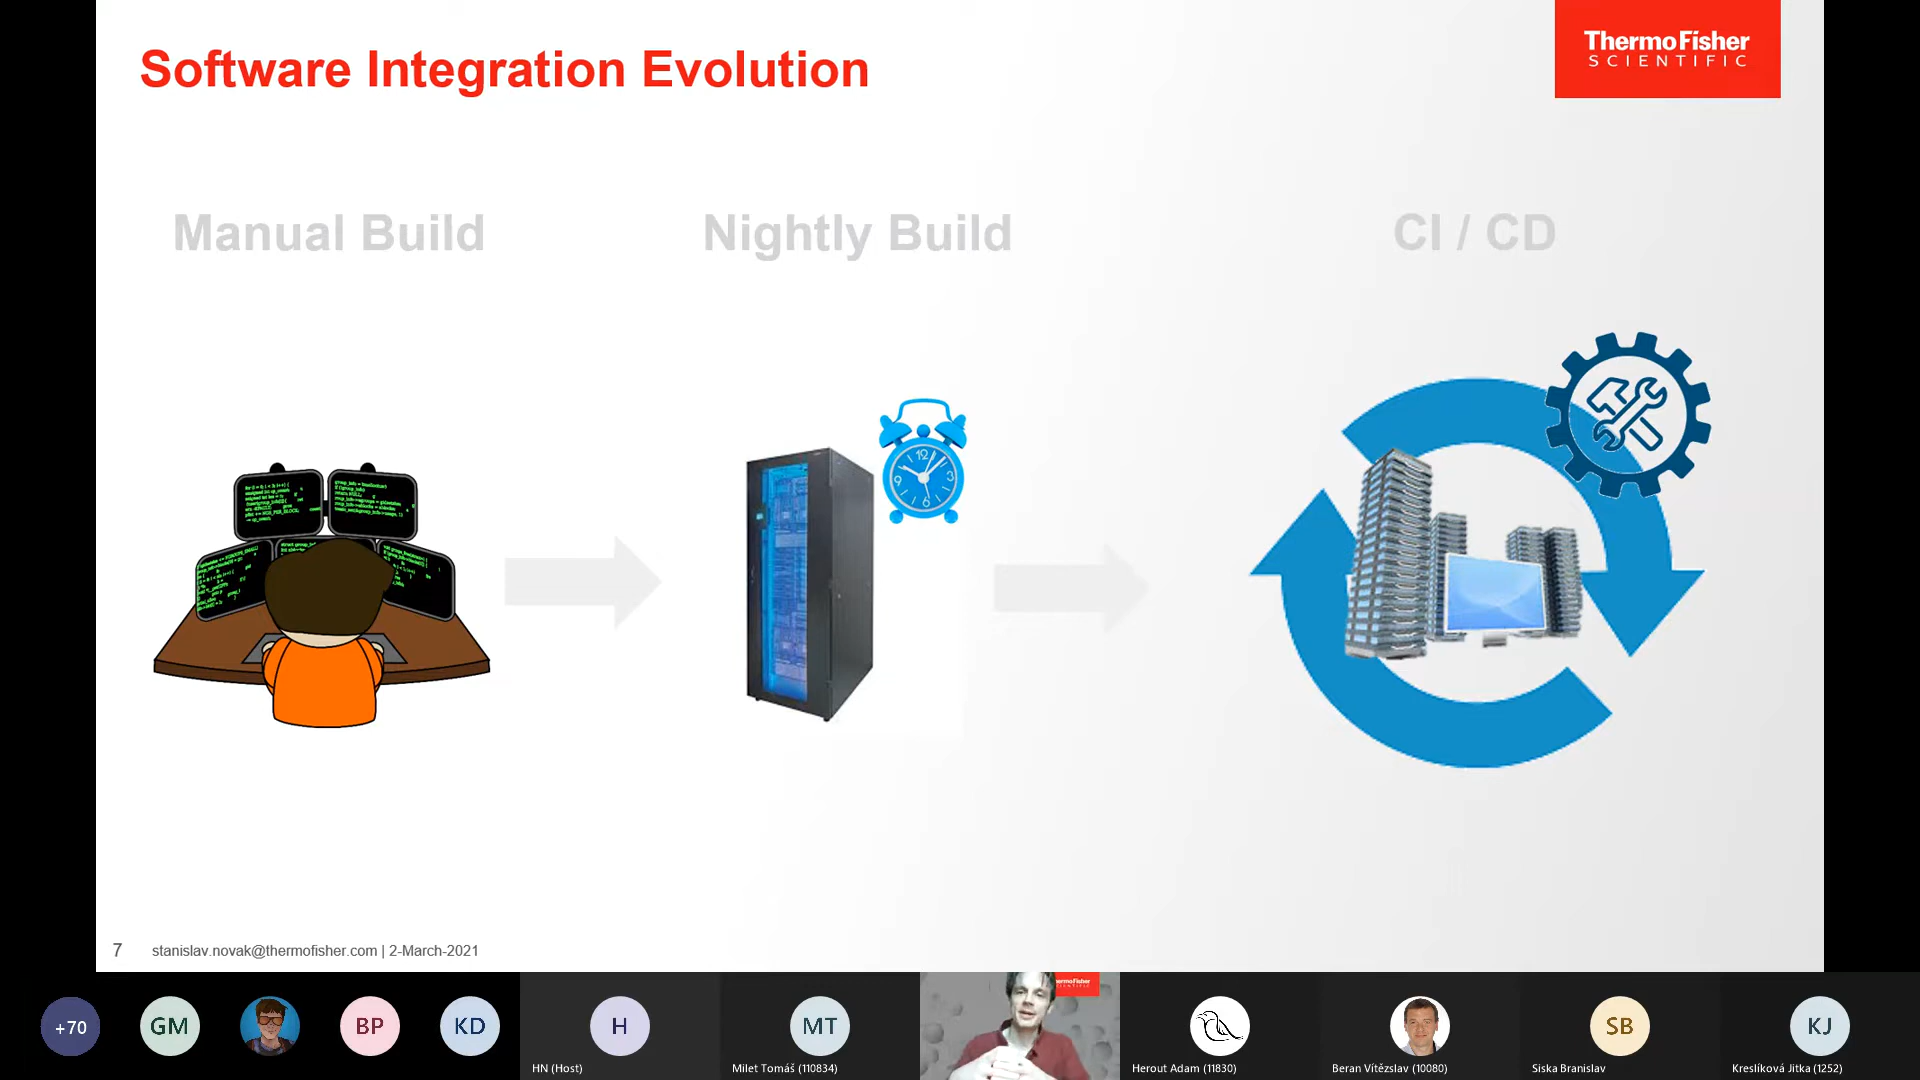 Software Integration Evolution
ThermoFisher
SCIENTIFIC
Manual Build
Nightly Build
CI / CD
7
stanislav.novak@thermofisher.com | 2-March-2021
+70
GM
BP
KD
H
HN (Host)
MT
Milet Tomáš (110834)
Herout Adam (11830)
Beran Vítězslav (10080)
SB
Siska Branislav
KJ
Kreslíková Jitka (1252)